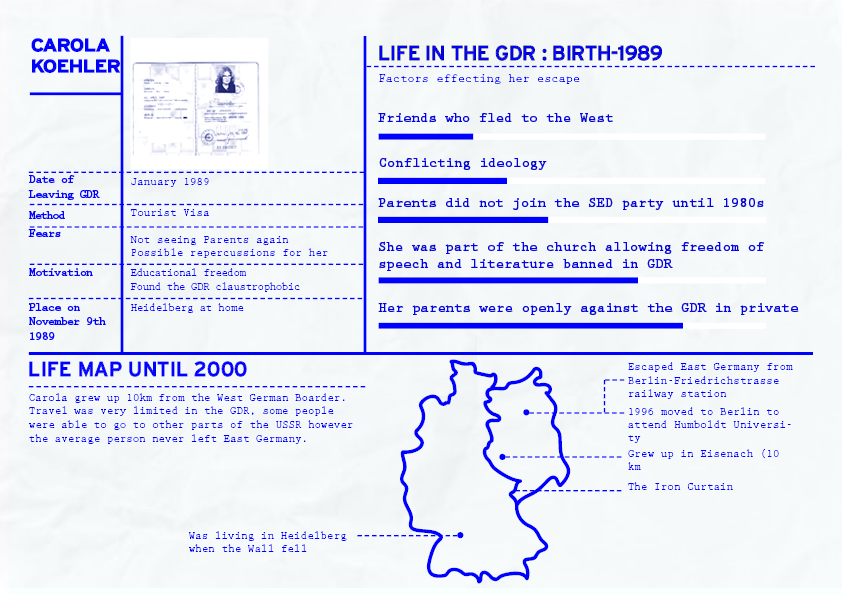 CAROLA
KOEHLER
Date of
Leaving GDR
January 1989
Method
Tourist Visa
Fears
Not seeing Parents again
Possible repercussions for her
Motivation
Educational freedom
Found the GDR claustrophobic
Place on
November 9th
1989
Heidelberg at home
LIFE IN THE GDR : BIRTH-1989
Factors effecting her escape
Friends who fled to the West
Conflicting ideology
Parents did not join the SED party until 1980s
She was part of the church allowing freedom of
speech and literature banned in GDR
Her parents were openly against the GDR in private
LIFE MAP UNTIL 2000
Carola grew up 10km from the West German Boarder.
Travel was very limited in the GDR, some people
were able to go to other parts of the USSR however
the average person never left East Germany.
Escaped East Germany from
Berlin-Friedrichstrasse
railway station
1996 moved to Berlin to
attend Humboldt Universi-
ty
Grew up in Eisenach (10
km
The Iron Curtain
Was living in Heidelberg
when the Wall fell